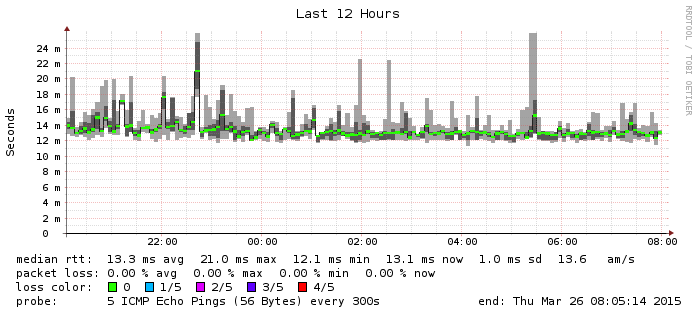 Last 12 Hours
RRDTOOL / TOBI OETIKER
Seconds
24 m
22 m
20 m
18 m
16 m
14 m
12 m
10 m
8 m
6 m
4 m
2 m
0
22:00 00:00 02:00 04:00 06:00 08:00
median rtt: 13.3 ms avg 21.0 ms max 12.1 ms min 13.1 ms now 1.0 ms sd 13.6 am/s
packet loss: 0.00 % avg 0.00 % max 0.00 % min 0.00 % now
loss color: 0 1/5 2/5 3/5 4/5
probe: 5 ICMP Echo Pings (56 Bytes) every 300s end: Thu Mar 26 08:05:14 2015